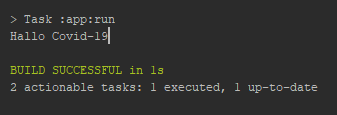 > Task :app:run
Hallo Covid-19
BUILD SUCCESSFUL in 1s
2 actionable tasks: 1 executed, 1 up-to-date